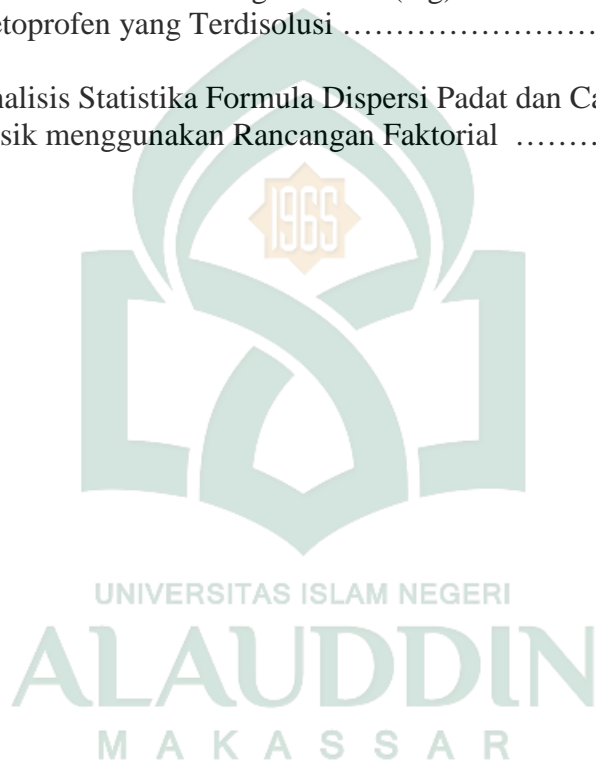 etoprofen yang Terdisolusi ……………………
nalisis Statistika Formula Dispersi Padat dan Ca
sik menggunakan Rancangan Faktorial ………
1965
UNIVERSITAS ISLAM NEGERI
ALAUDDIN
MAKASSAR